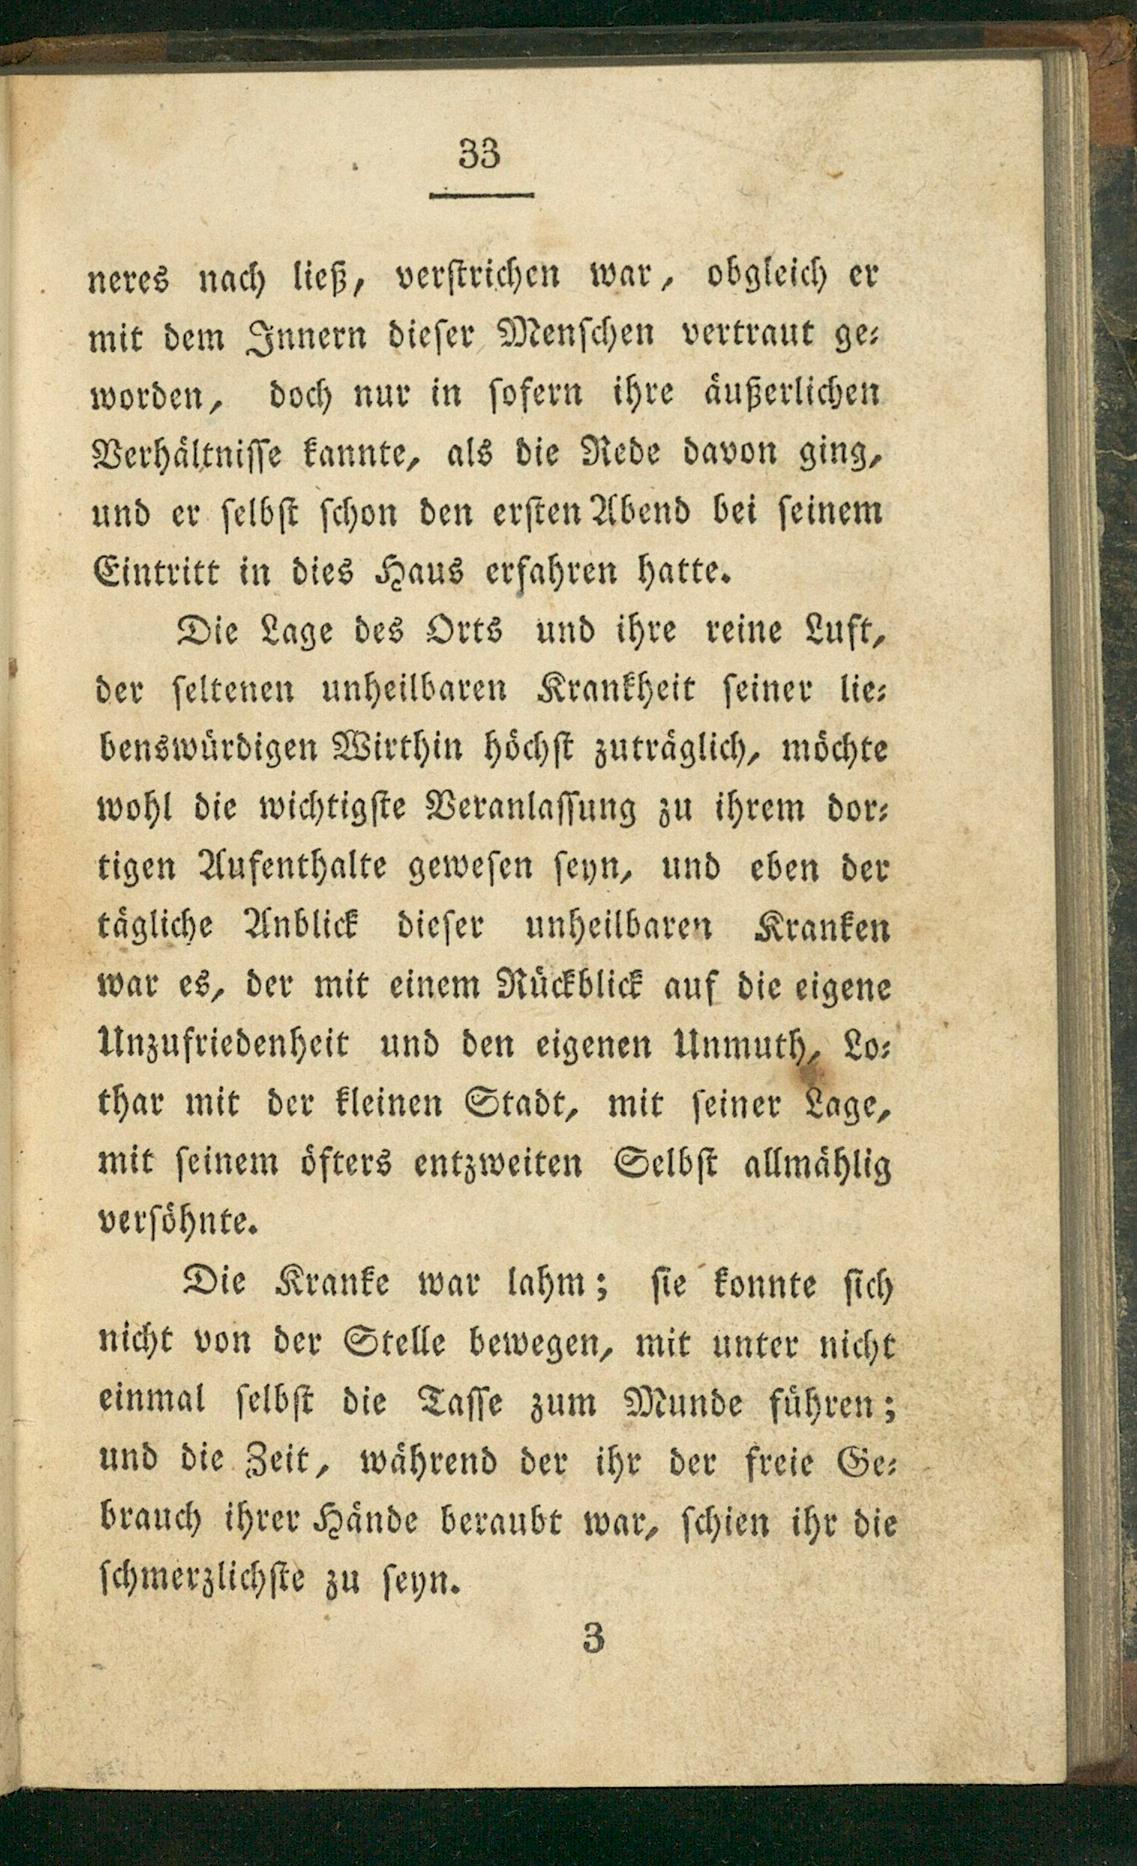 33
neres nach ließ, verstrichen war, obgleich er
mit dem Innern dieser Menschen vertraut ge-
worden, doch nur in sofern ihre äußerlichen
Verhältnisse kannte, als die Rede davon ging,
und er selbst schon den ersten Abend bei seinem
Eintritt in dies Haus erfahren hatte.
Die Lage des Orts und ihre reine Luft,
der seltenen unheilbaren Krankheit seiner lie-
benswürdigen Wirthin höchst zuträglich, möchte
wohl die wichtigste Veranlassung zu ihrem dor-
tigen Aufenthalte gewesen seyn, und eben der
tägliche Anblick dieser unheilbaren Kranken
war es, der mit einem Rückblick auf die eigene
Unzufriedenheit und den eigenen Unmuth, Lo-
thar mit der kleinen Stadt, mit seiner Lage,
mit seinem öfters entzweiten Selbst allmählig
versöhnte.
Die Kranke war lahm; sie konnte sich
nicht von der Stelle bewegen, mit unter nicht
einmal selbst die Tasse zum Munde führen;
und die Zeit, während der ihr der freie Ge-
brauch ihrer Hände beraubt war, schien ihr die
schmerzlichste zu seyn.
3